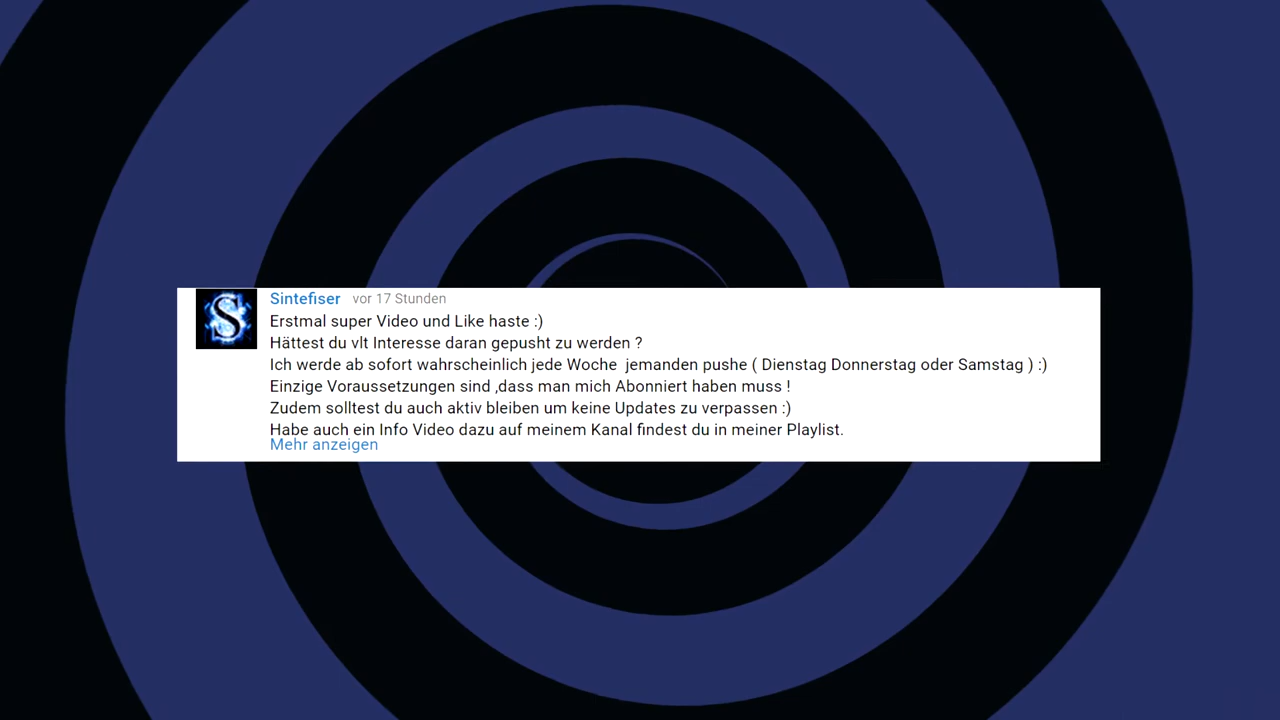 S
Sintefiser vor 17 Stunden
Erstmal super Video und Like haste :)
Hättest du vlt Interesse daran gepusht zu werden ?
Ich werde ab sofort wahrscheinlich jede Woche  jemanden pushe ( Dienstag Donnerstag oder Samstag ) :)
Einzige Voraussetzungen sind ,dass man mich Abonniert haben muss !
Zudem solltest du auch aktiv bleiben um keine Updates zu verpassen :)
Habe auch ein Info Video dazu auf meinem Kanal findest du in meiner Playlist.
Mehr anzeigen